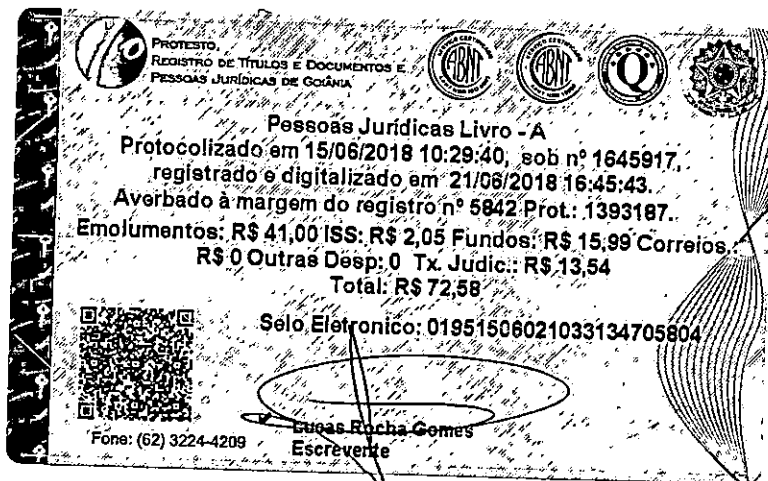 PROTESTO,
REGISTRO DE TÍTULOS E DOCUMENTOS E
PESSOAS JURÍDICAS DE GOIÂNIA
ABNT
ABNT
Q
Pessoas Jurídicas Livro - A
Protocolizado em 15/06/2018 10:29:40, sob nº 1645917,
registrado e digitalizado em 21/06/2018 16:45:43.
Averbado à margem do registro nº 5842 Prot.: 1393187.
Emolumentos: R$ 41,00 ISS: R$ 2,05 Fundos: R$ 15,99 Correios
R$ 0 Outras Desp: 0 Tx. Judic.: R$ 13,54
Total: R$ 72,58
Selo Eletronico: 01951506021033134705804
Lucas Rocha Gomes
Escrevente
Fone: (62) 3224-4209